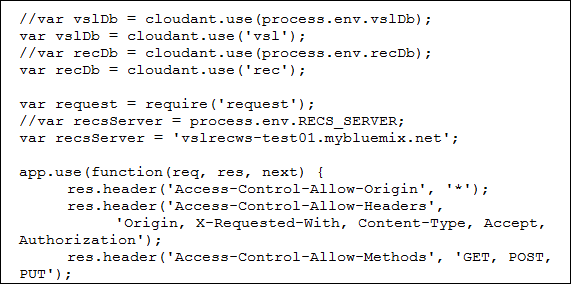 //var vslDb = cloudant.use(process.env.vslDb);
var vslDb = cloudant.use('vsl');
//var recDb = cloudant.use(process.env.recDb);
var recDb = cloudant.use('rec');

var request = require('request');
//var recsServer = process.env.RECS_SERVER;
var recsServer = 'vslrecws-test01.mybluemix.net';

app.use(function(req, res, next) {
      res.header('Access-Control-Allow-Origin', '*');
      res.header('Access-Control-Allow-Headers',
            'Origin, X-Requested-With, Content-Type, Accept,
Authorization');
      res.header('Access-Control-Allow-Methods', 'GET, POST,
PUT');